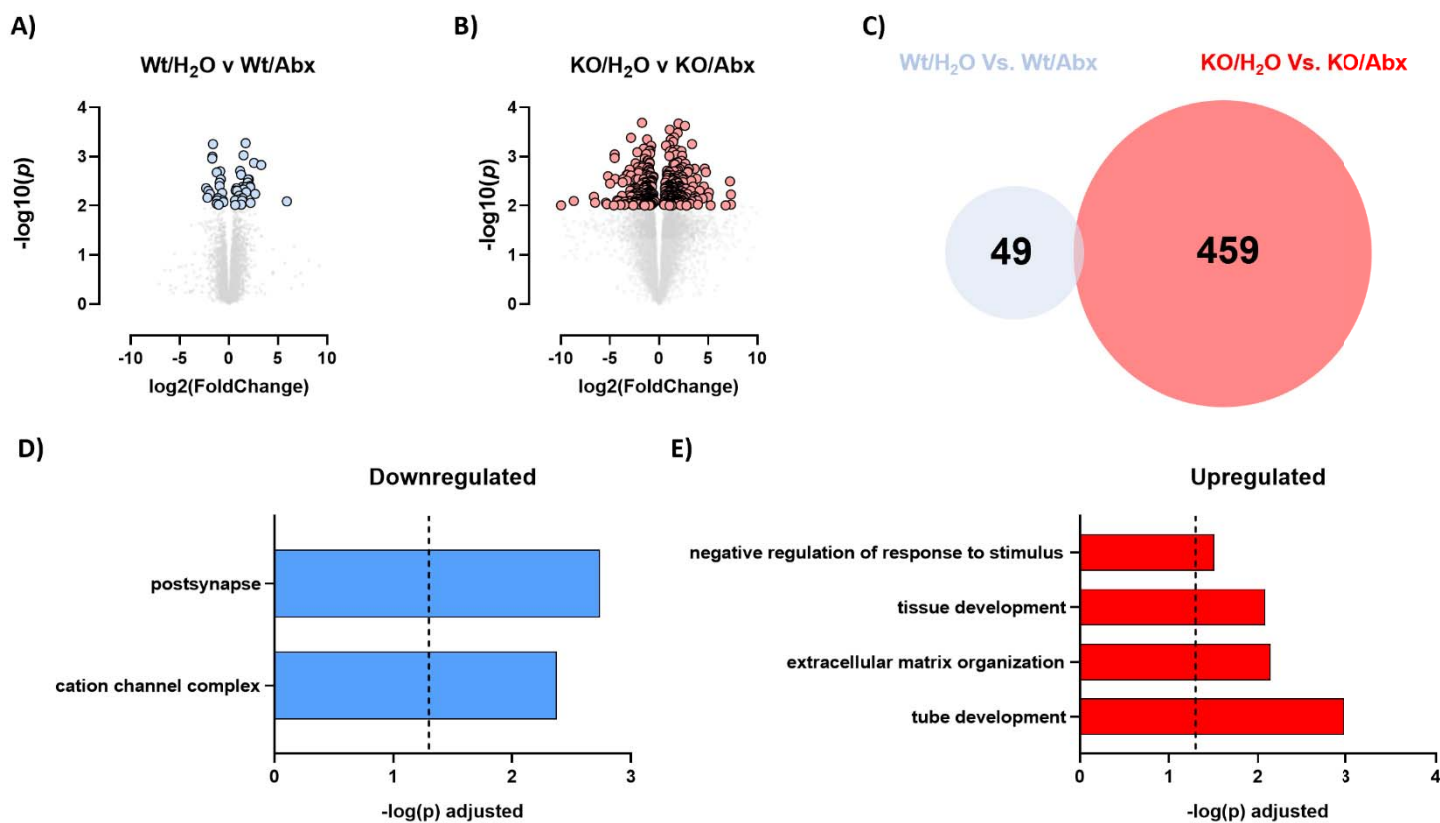 A)
Wt/H₂O v Wt/Abx
-log10(p)
4
3
2
1
0
-10 -5 0 5 10
log2(FoldChange)
B)
KO/H₂O v KO/Abx
-log10(p)
4
3
2
1
0
-10 -5 0 5 10
log2(FoldChange)
C)
Wt/H₂O Vs. Wt/Abx
KO/H₂O Vs. KO/Abx
49
459
D)
Downregulated
postsynapse
cation channel complex
0 1 2 3
-log(p) adjusted
E)
Upregulated
negative regulation of response to stimulus
tissue development
extracellular matrix organization
tube development
0 1 2 3 4
-log(p) adjusted